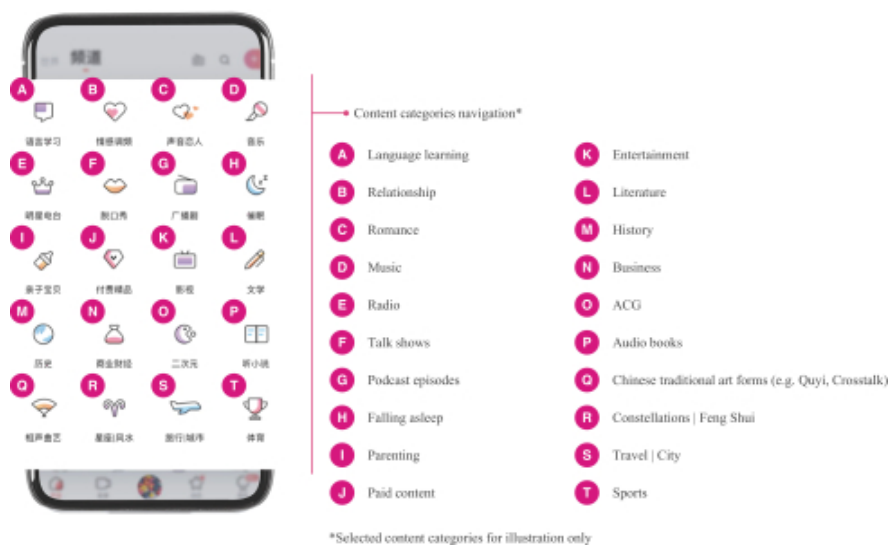 频道
A B C D
语言学习 情感调频 声音恋人 音乐
E F G H
明星电台 脱口秀 广播剧 催眠
I J K L
亲子宝贝 付费精品 影视 文学
M N O P
历史 商业财经 二次元 听小说
Q R S T
相声曲艺 星座|风水 旅行|城市 体育
Content categories navigation*
A Language learning
B Relationship
C Romance
D Music
E Radio
F Talk shows
G Podcast episodes
H Falling asleep
I Parenting
J Paid content
K Entertainment
L Literature
M History
N Business
O ACG
P Audio books
Q Chinese traditional art forms (e.g. Quyi, Crosstalk)
R Constellations | Feng Shui
S Travel | City
T Sports
*Selected content categories for illustration only